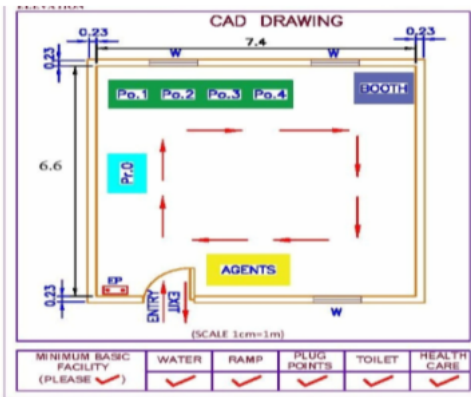 ELEVATION
CAD DRAWING
0.23
7.4
0.23
W
W
0.23
Po.1 Po.2 Po.3 Po.4
BOOTH
6.6
Pr.O
AGENTS
EP
0.23
ENTRY
EXIT
W
(SCALE 1cm=1m)
MINIMUM BASIC FACILITY (PLEASE ✓)
WATER
RAMP
PLUG POINTS
TOILET
HEALTH CARE
✓ ✓ ✓ ✓ ✓